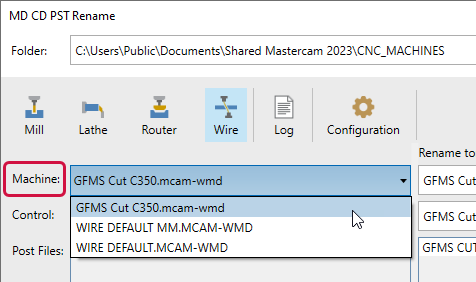 MD CD PST Rename
Folder: C:\Users\Public\Documents\Shared Mastercam 2023\CNC_MACHINES
Mill Lathe Router Wire Log Configuration
Rename to
Machine: GFMS Cut C350.mcam-wmd GFMS Cu
GFMS Cut C350.mcam-wmd
Control: WIRE DEFAULT MM.MCAM-WMD GFMS Cu
Post Files: WIRE DEFAULT.MCAM-WMD GFMS CUT